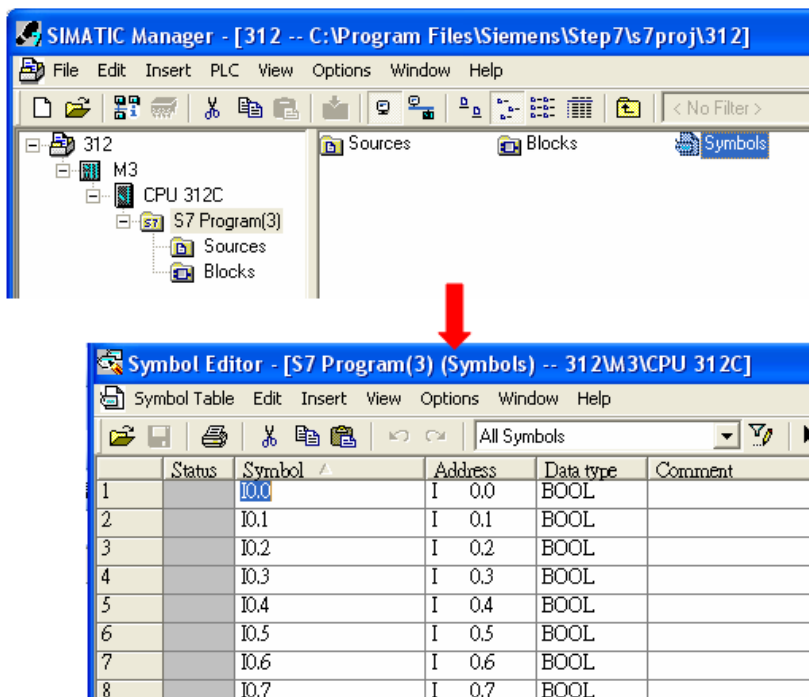 SIMATIC Manager - [312 -- C:\Program Files\Siemens\Step7\s7proj\312]
File Edit Insert PLC View Options Window Help
< No Filter >
312
M3
CPU 312C
S7 Program(3)
Sources
Blocks
Sources Blocks Symbols
Symbol Editor - [S7 Program(3) (Symbols) -- 312\M3\CPU 312C]
Symbol Table Edit Insert View Options Window Help
All Symbols
Status Symbol Address Data type Comment
1 I0.0 I 0.0 BOOL
2 I0.1 I 0.1 BOOL
3 I0.2 I 0.2 BOOL
4 I0.3 I 0.3 BOOL
5 I0.4 I 0.4 BOOL
6 I0.5 I 0.5 BOOL
7 I0.6 I 0.6 BOOL
8 I0.7 I 0.7 BOOL